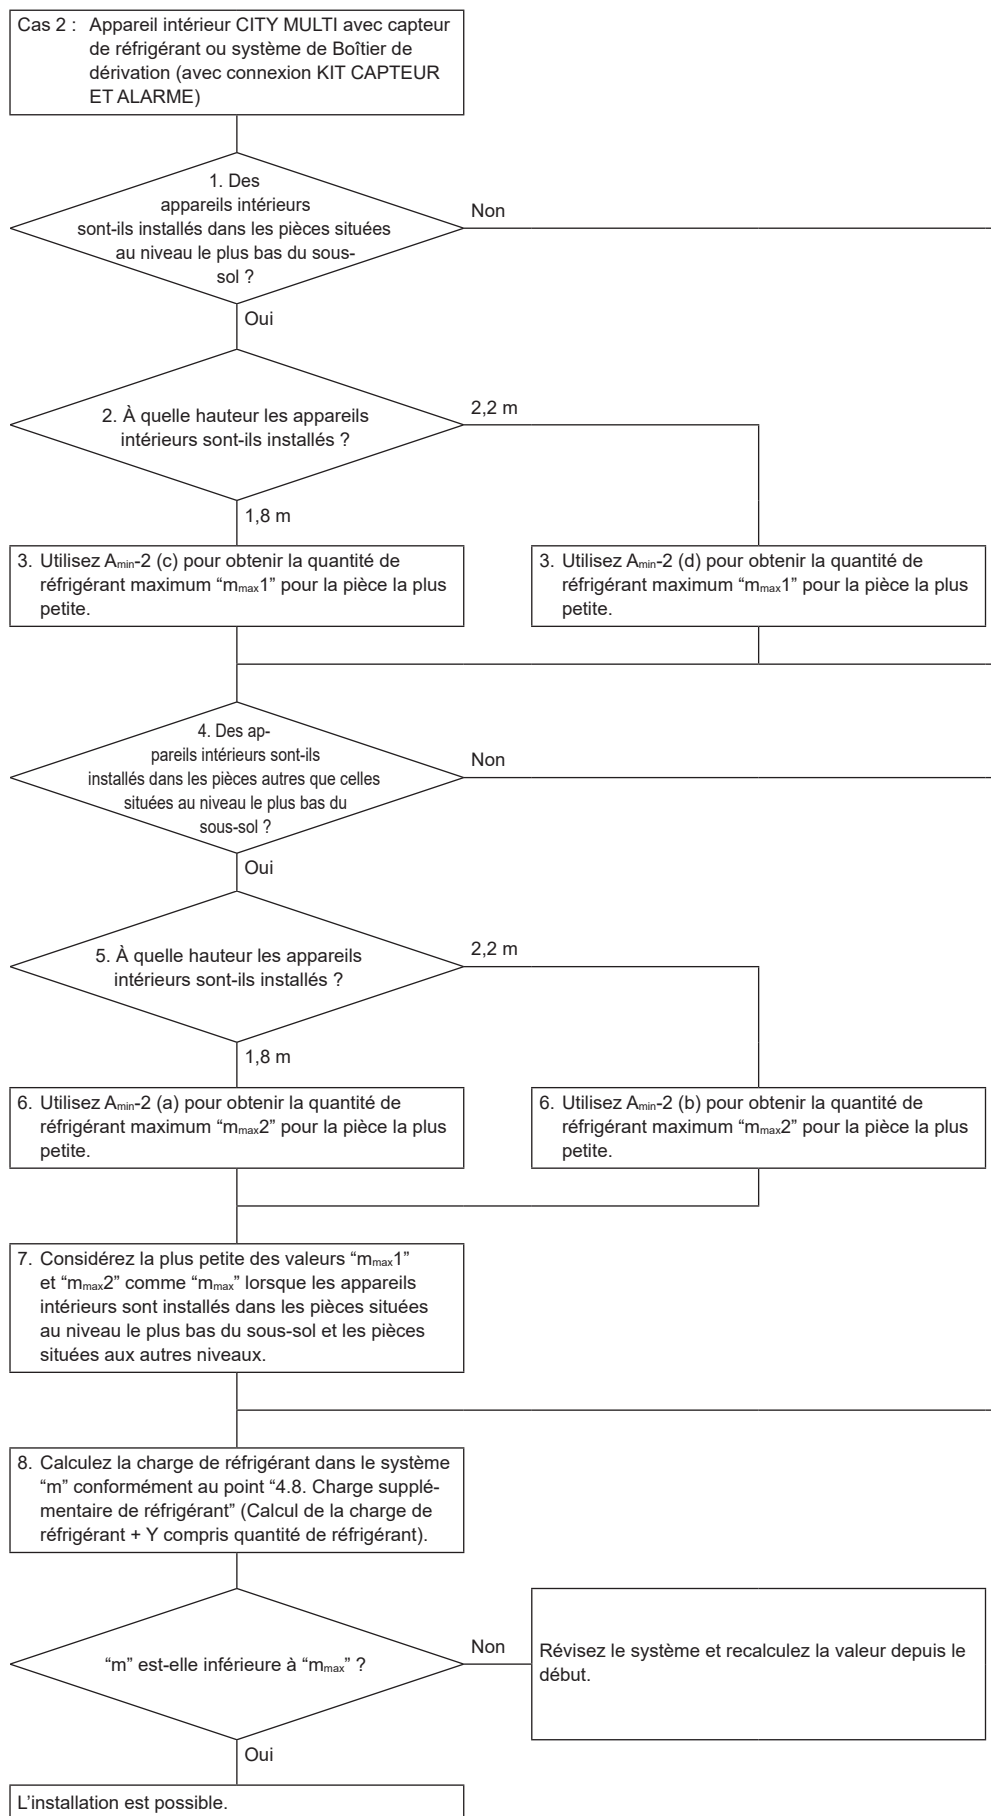 Cas 2 : Appareil intérieur CITY MULTI avec capteur
de réfrigérant ou système de Boîtier de
dérivation (avec connexion KIT CAPTEUR
ET ALARME)
1. Des
appareils intérieurs
sont-ils installés dans les pièces situées
au niveau le plus bas du sous-
sol ?
Non
Oui
2. À quelle hauteur les appareils
intérieurs sont-ils installés ?
2,2 m
1,8 m
3. Utilisez Amin-2 (c) pour obtenir la quantité de
réfrigérant maximum “mmax1” pour la pièce la plus
petite.
3. Utilisez Amin-2 (d) pour obtenir la quantité de
réfrigérant maximum “mmax1” pour la pièce la plus
petite.
4. Des ap-
pareils intérieurs sont-ils
installés dans les pièces autres que celles
situées au niveau le plus bas du
sous-sol ?
Non
Oui
5. À quelle hauteur les appareils
intérieurs sont-ils installés ?
2,2 m
1,8 m
6. Utilisez Amin-2 (a) pour obtenir la quantité de
réfrigérant maximum “mmax2” pour la pièce la plus
petite.
6. Utilisez Amin-2 (b) pour obtenir la quantité de
réfrigérant maximum “mmax2” pour la pièce la plus
petite.
7. Considérez la plus petite des valeurs “mmax1”
et “mmax2” comme “mmax” lorsque les appareils
intérieurs sont installés dans les pièces situées
au niveau le plus bas du sous-sol et les pièces
situées aux autres niveaux.
8. Calculez la charge de réfrigérant dans le système
“m” conformément au point “4.8. Charge supplé-
mentaire de réfrigérant” (Calcul de la charge de
réfrigérant + Y compris quantité de réfrigérant).
“m” est-elle inférieure à “mmax” ?
Non
Révisez le système et recalculez la valeur depuis le
début.
Oui
L’installation est possible.